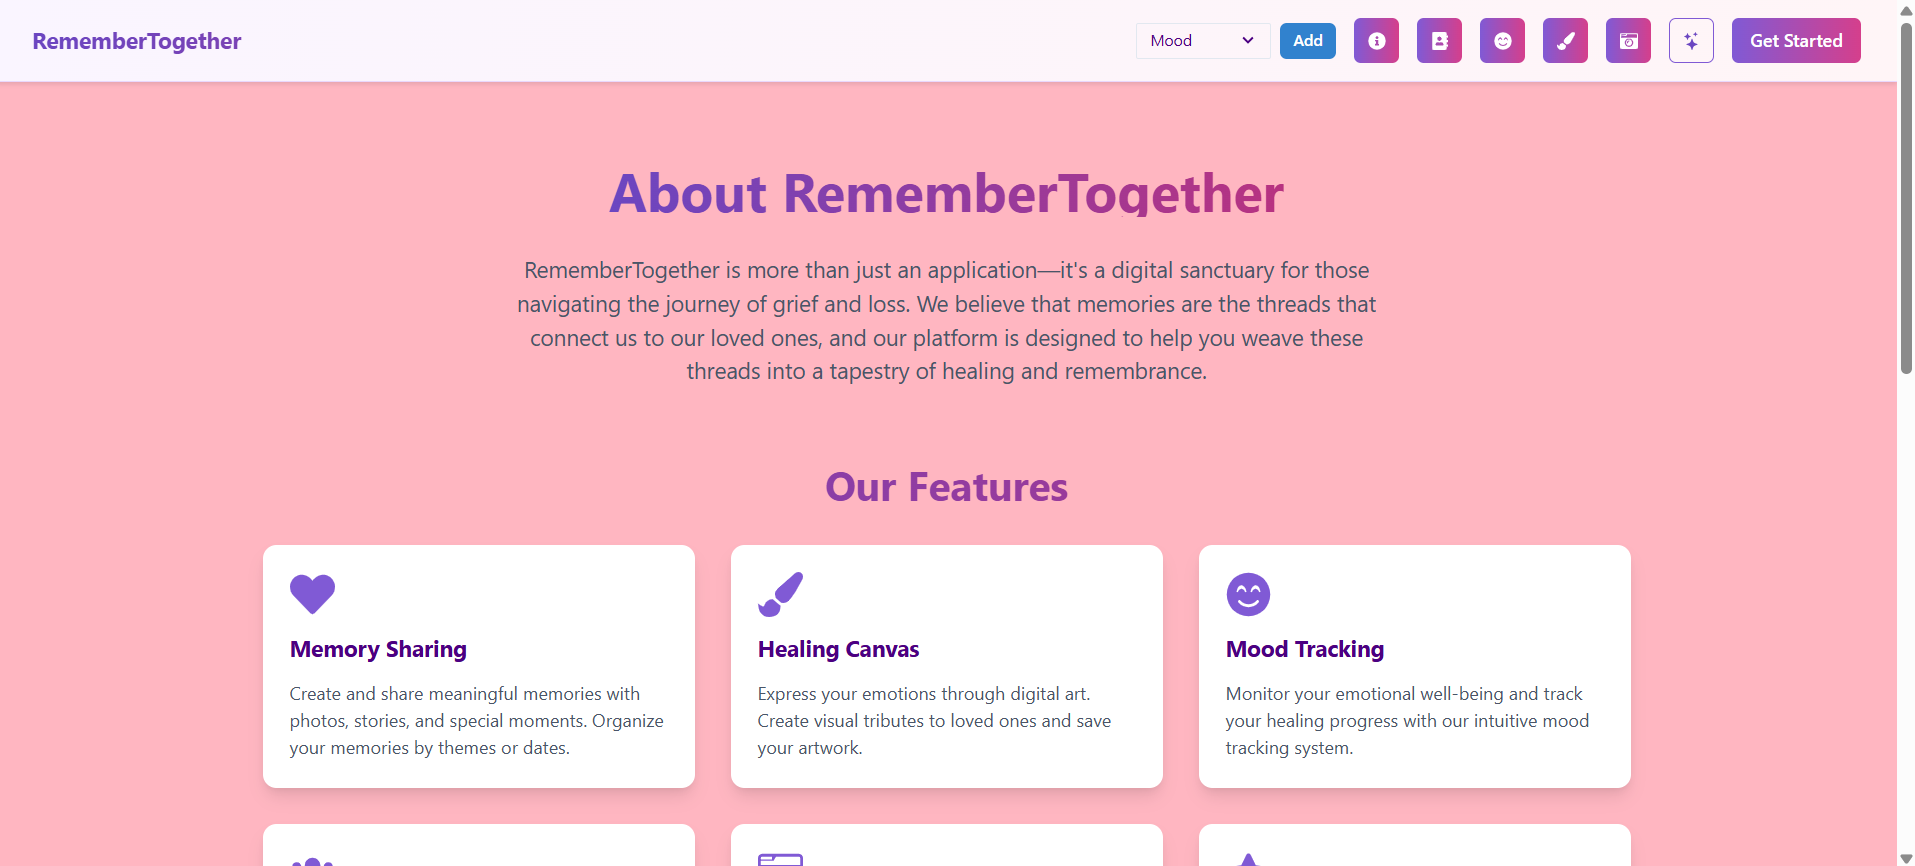 RememberTogether
Mood
Add
Get Started
About RememberTogether
RememberTogether is more than just an application—it's a digital sanctuary for those
navigating the journey of grief and loss. We believe that memories are the threads that
connect us to our loved ones, and our platform is designed to help you weave these
threads into a tapestry of healing and remembrance.
Our Features
Memory Sharing
Create and share meaningful memories with
photos, stories, and special moments. Organize
your memories by themes or dates.
Healing Canvas
Express your emotions through digital art.
Create visual tributes to loved ones and save
your artwork.
Mood Tracking
Monitor your emotional well-being and track
your healing progress with our intuitive mood
tracking system.